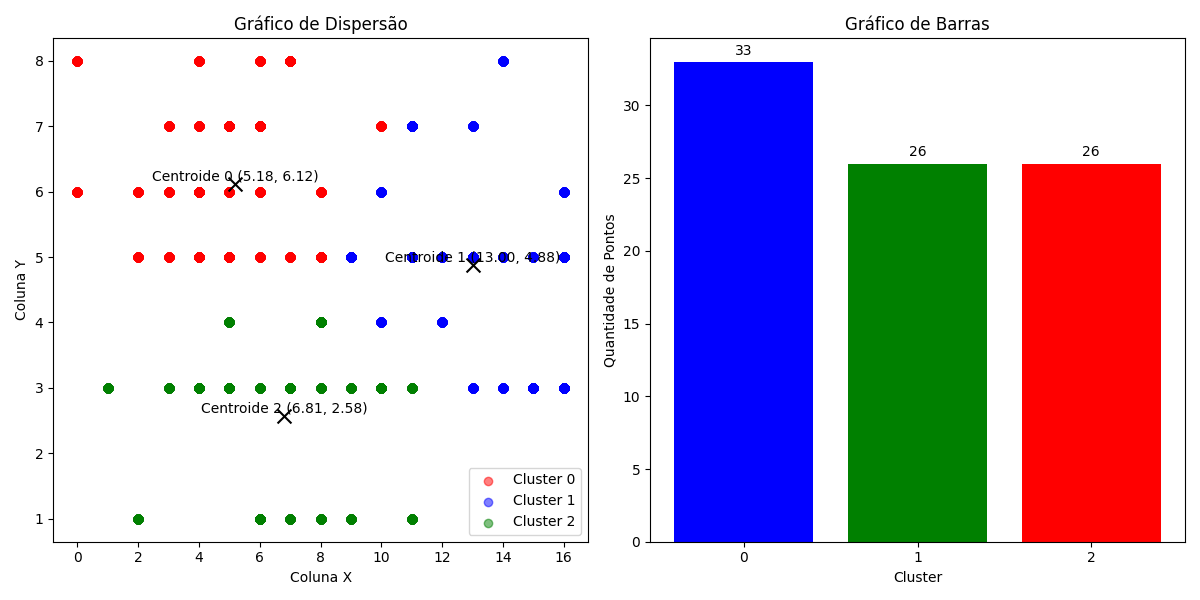 Gráfico de Dispersão
8
7
6
5
4
3
2
1
Coluna Y
Centroide 0 (5.18, 6.12)
Centroide 1 (13.00, 4.88)
Centroide 2 (6.81, 2.58)
Cluster 0
Cluster 1
Cluster 2
0 2 4 6 8 10 12 14 16
Coluna X
Gráfico de Barras
33
26
26
30
25
20
15
10
5
0
Quantidade de Pontos
0 1 2
Cluster